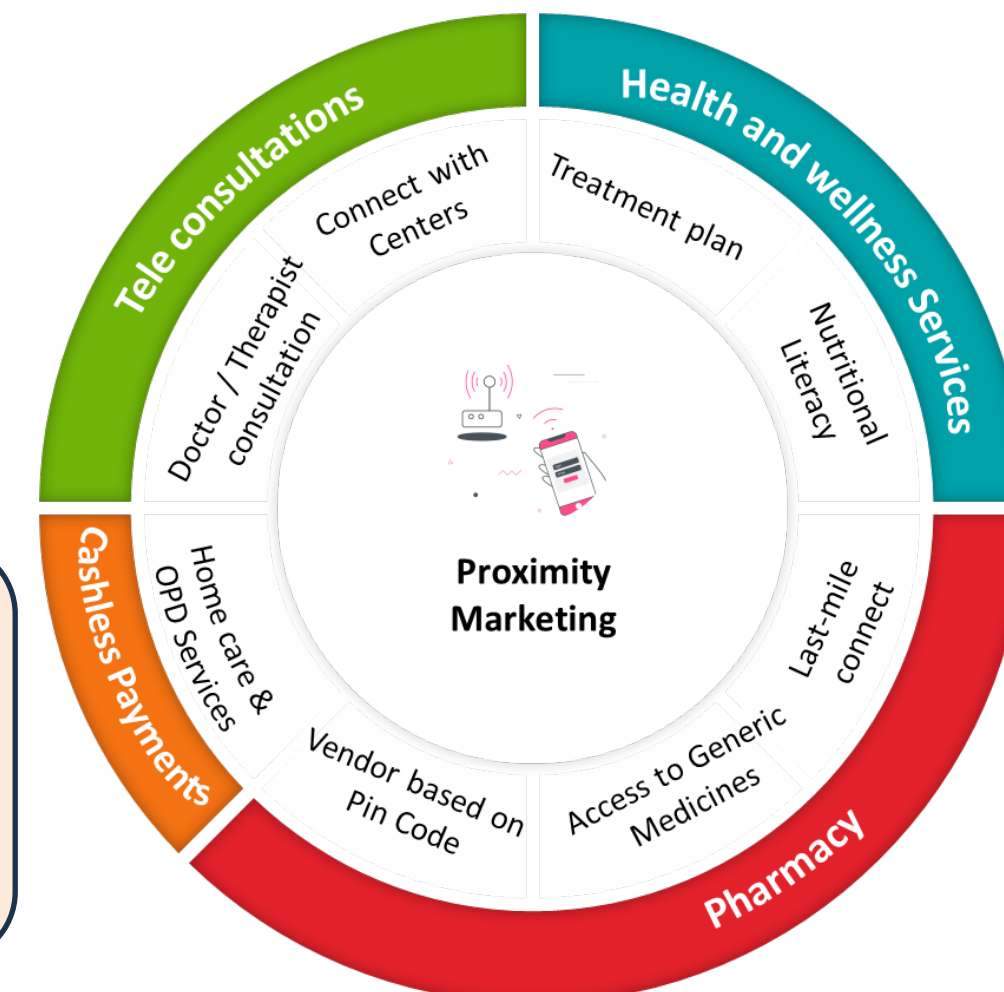 Tele consultations
Health and wellness Services
Connect with
Centers
Treatment plan
Doctor / Therapist
consultation
Nutritional
Literacy
Proximity
Marketing
Cashless Payments
Home care &
OPD Services
Last-mile
connect
Vendor based on
Pin Code
Access to Generic
Medicines
Pharmacy